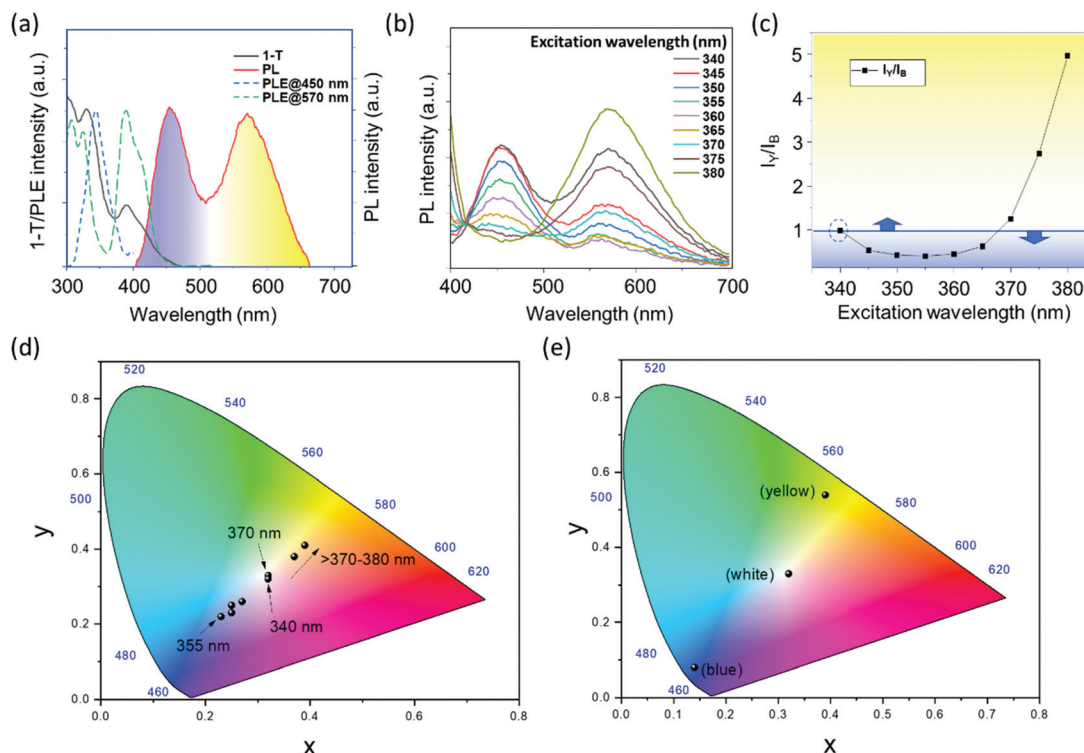 (a)
1-T
PL
PLE@450 nm
PLE@570 nm
1-T/PLE intensity (a.u.)
PL intensity (a.u.)
300 400 500 600 700
Wavelength (nm)
(b)
Excitation wavelength (nm)
340
345
350
355
360
365
370
375
380
PL intensity (a.u.)
400 500 600 700
Wavelength (nm)
(c)
IY/IB
IY/IB
5
4
3
2
1
340 350 360 370 380
Excitation wavelength (nm)
(d)
520
540
560
580
600
620
500
480
460
370 nm
>370-380 nm
340 nm
355 nm
y
0.8
0.6
0.4
0.2
0.0
0.0 0.2 0.4 0.6 0.8
x
(e)
520
540
560
580
600
620
500
480
460
(yellow)
(white)
(blue)
y
0.8
0.6
0.4
0.2
0.0
0.0 0.1 0.2 0.3 0.4 0.5 0.6 0.7 0.8
x